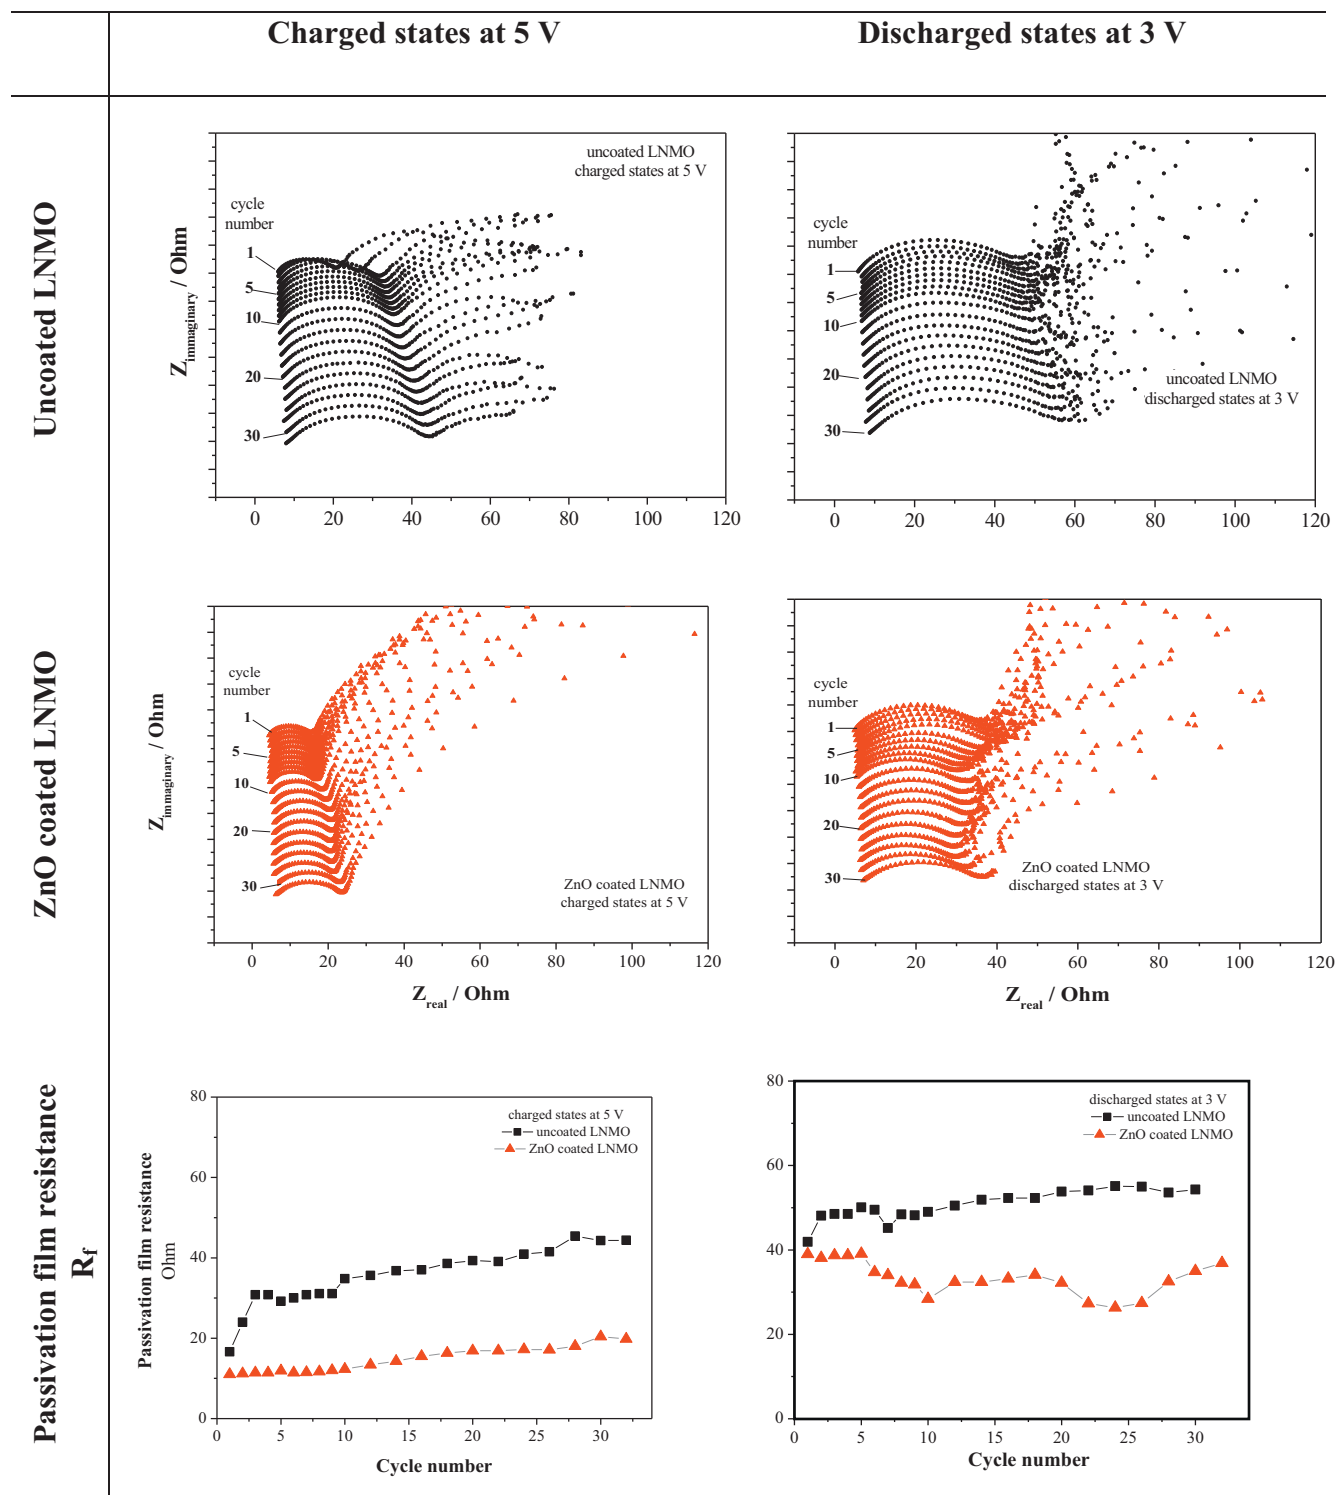 Charged states at 5 V
Discharged states at 3 V
Uncoated LNMO
Z immaginary / Ohm
uncoated LNMO
charged states at 5 V
cycle
number
1
5
10
20
30
0 20 40 60 80 100 120
uncoated LNMO
discharged states at 3 V
cycle
number
1
5
10
20
30
0 20 40 60 80 100 120
ZnO coated LNMO
Z immaginary / Ohm
cycle
number
1
5
10
20
30
ZnO coated LNMO
charged states at 5 V
0 20 40 60 80 100 120
Z real / Ohm
cycle
number
1
5
10
20
30
ZnO coated LNMO
discharged states at 3 V
0 20 40 60 80 100 120
Z real / Ohm
Passivation film resistance
R f
Passivation film resistance
Ohm
80
60
40
20
0
charged states at 5 V
uncoated LNMO
ZnO coated LNMO
0 5 10 15 20 25 30
Cycle number
80
60
40
20
0
discharged states at 3 V
uncoated LNMO
ZnO coated LNMO
0 5 10 15 20 25 30
Cycle number